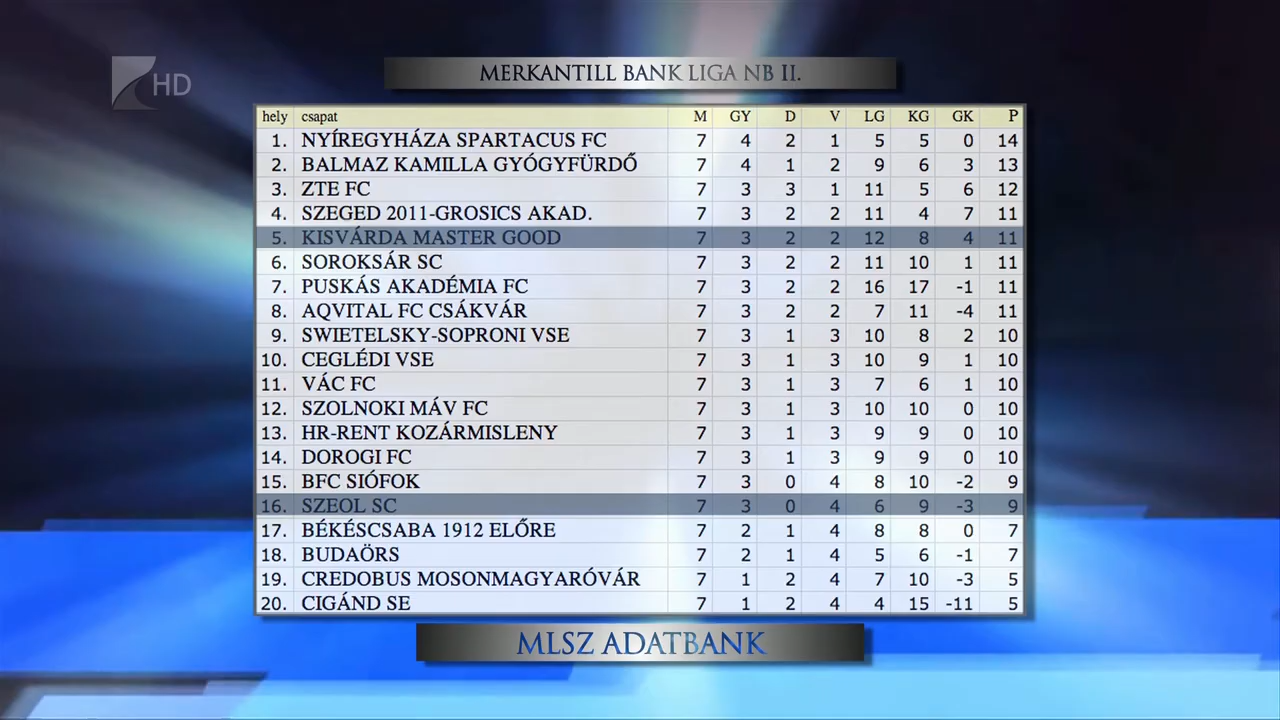 HD
MERKANTILL BANK LIGA NB II.
hely csapat M GY D V LG KG GK P
1. NYÍREGYHÁZA SPARTACUS FC 7 4 2 1 5 5 0 14
2. BALMAZ KAMILLA GYÓGYFÜRDŐ 7 4 1 2 9 6 3 13
3. ZTE FC 7 3 3 1 11 5 6 12
4. SZEGED 2011-GROSICS AKAD. 7 3 2 2 11 4 7 11
5. KISVÁRDA MASTER GOOD 7 3 2 2 12 8 4 11
6. SOROKSÁR SC 7 3 2 2 11 10 1 11
7. PUSKÁS AKADÉMIA FC 7 3 2 2 16 17 -1 11
8. AQVITAL FC CSÁKVÁR 7 3 2 2 7 11 -4 11
9. SWIETELSKY-SOPRONI VSE 7 3 1 3 10 8 2 10
10. CEGLÉDI VSE 7 3 1 3 10 9 1 10
11. VÁC FC 7 3 1 3 7 6 1 10
12. SZOLNOKI MÁV FC 7 3 1 3 10 10 0 10
13. HR-RENT KOZÁRMISLENY 7 3 1 3 9 9 0 10
14. DOROGI FC 7 3 1 3 9 9 0 10
15. BFC SIÓFOK 7 3 0 4 8 10 -2 9
16. SZEOL SC 7 3 0 4 6 9 -3 9
17. BÉKÉSCSABA 1912 ELŐRE 7 2 1 4 8 8 0 7
18. BUDAÖRS 7 2 1 4 5 6 -1 7
19. CREDOBUS MOSONMAGYARÓVÁR 7 1 2 4 7 10 -3 5
20. CIGÁND SE 7 1 2 4 4 15 -11 5
MLSZ ADATBANK